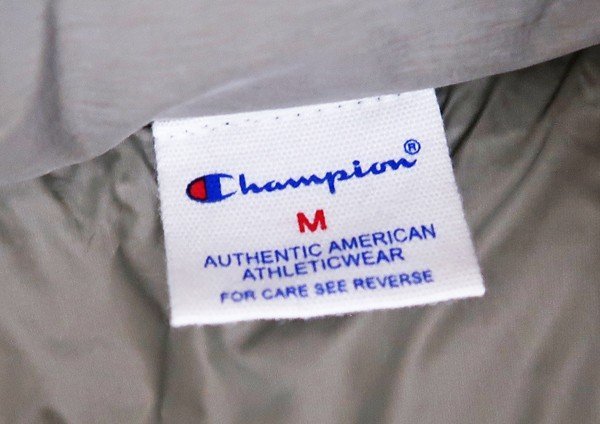 Champion®
M
AUTHENTIC AMERICAN
ATHLETICWEAR
FOR CARE SEE REVERSE